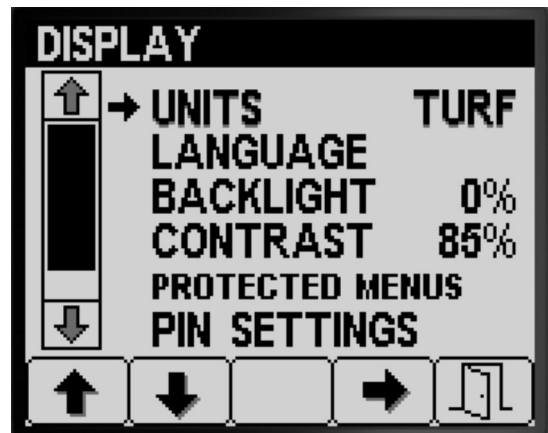 DISPLAY
UNITS TURF
LANGUAGE
BACKLIGHT 0%
CONTRAST 85%
PROTECTED MENUS
PIN SETTINGS